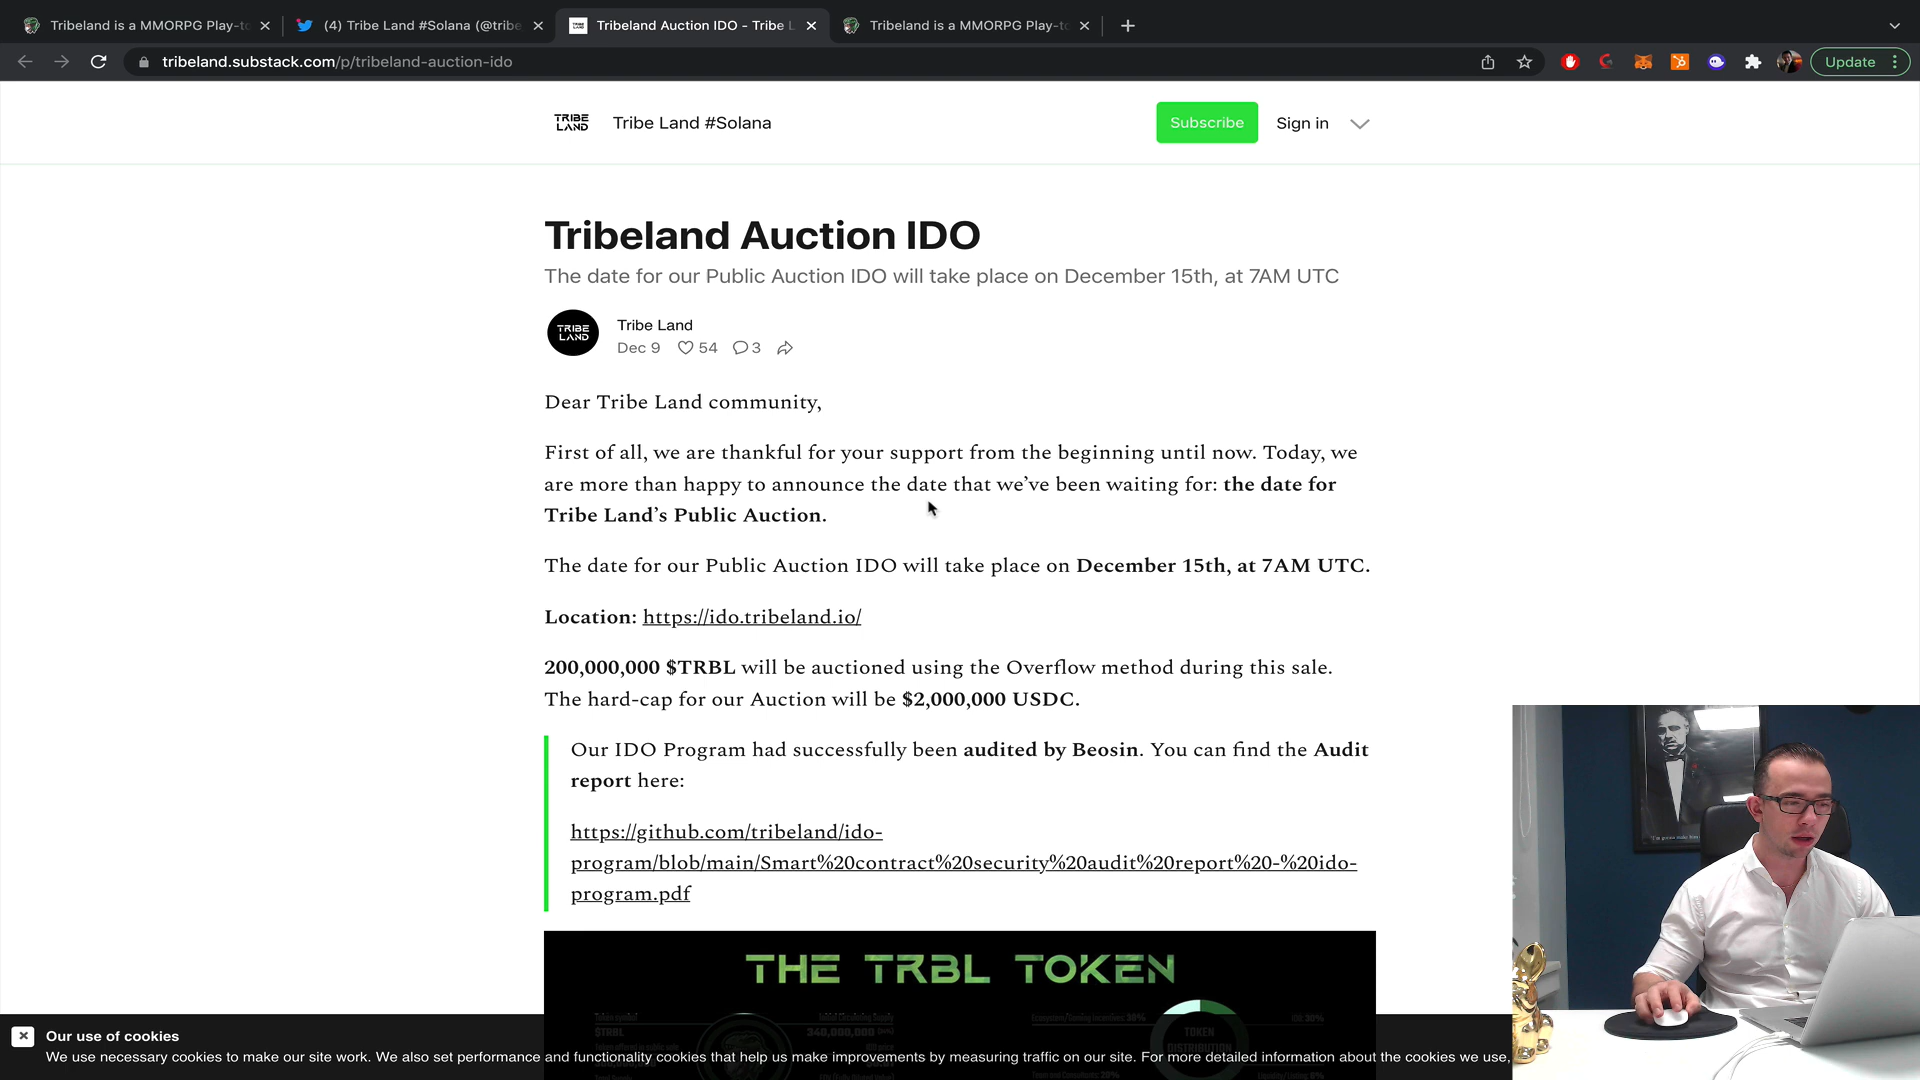 Tribeland is a MMORPG Play-to
(4) Tribe Land #Solana (@tribe
Tribeland Auction IDO - Tribe L
Tribeland is a MMORPG Play-to
tribeland.substack.com/p/tribeland-auction-ido
Update
TRIBE
LAND
Tribe Land #Solana
Subscribe
Sign in
Tribeland Auction IDO
The date for our Public Auction IDO will take place on December 15th, at 7AM UTC
TRIBE
LAND
Tribe Land
Dec 9
54
3
Dear Tribe Land community,
First of all, we are thankful for your support from the beginning until now. Today, we
are more than happy to announce the date that we’ve been waiting for: the date for
Tribe Land’s Public Auction.
The date for our Public Auction IDO will take place on December 15th, at 7AM UTC.
Location: https://ido.tribeland.io/
200,000,000 $TRBL will be auctioned using the Overflow method during this sale.
The hard-cap for our Auction will be $2,000,000 USDC.
Our IDO Program had successfully been audited by Beosin. You can find the Audit
report here:
https://github.com/tribeland/ido-
program/blob/main/Smart%20contract%20security%20audit%20report%20-%20ido-
program.pdf
THE TRBL TOKEN
Token symbol
$TRBL
340,000,000
TOKEN
DISTRIBUTION
Our use of cookies
We use necessary cookies to make our site work. We also set performance and functionality cookies that help us make improvements by measuring traffic on our site. For more detailed information about the cookies we use,